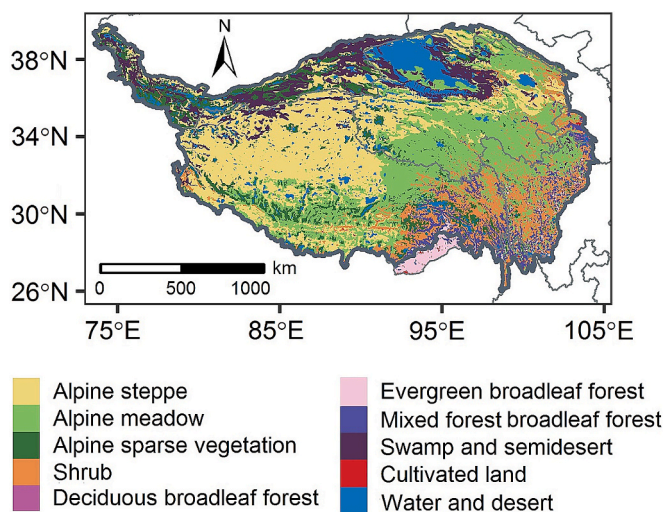 N
38°N
34°N
30°N
26°N
0 500 1000 km
75°E 85°E 95°E 105°E
Alpine steppe
Alpine meadow
Alpine sparse vegetation
Shrub
Deciduous broadleaf forest
Evergreen broadleaf forest
Mixed forest broadleaf forest
Swamp and semidesert
Cultivated land
Water and desert